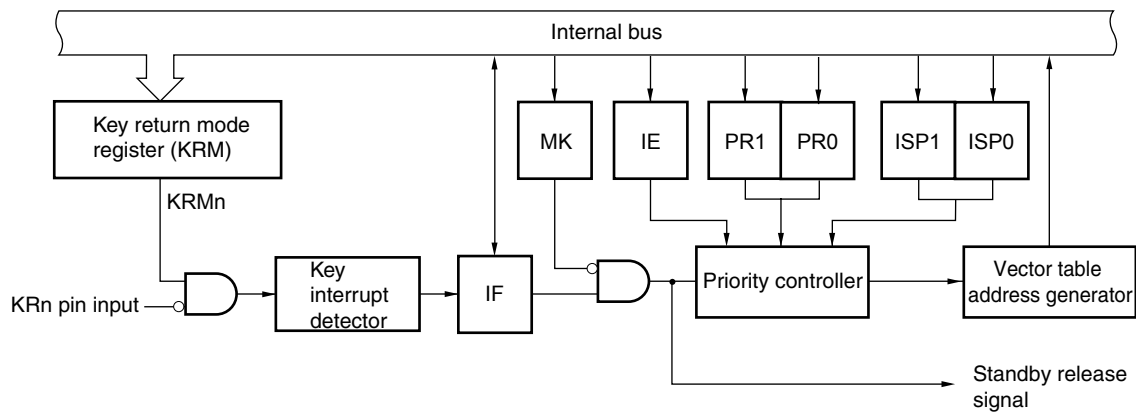 Internal bus
Key return mode
register (KRM)
MK
IE
PR1
PR0
ISP1
ISP0
KRMn
KRn pin input
Key
interrupt
detector
IF
Priority controller
Vector table
address generator
Standby release
signal